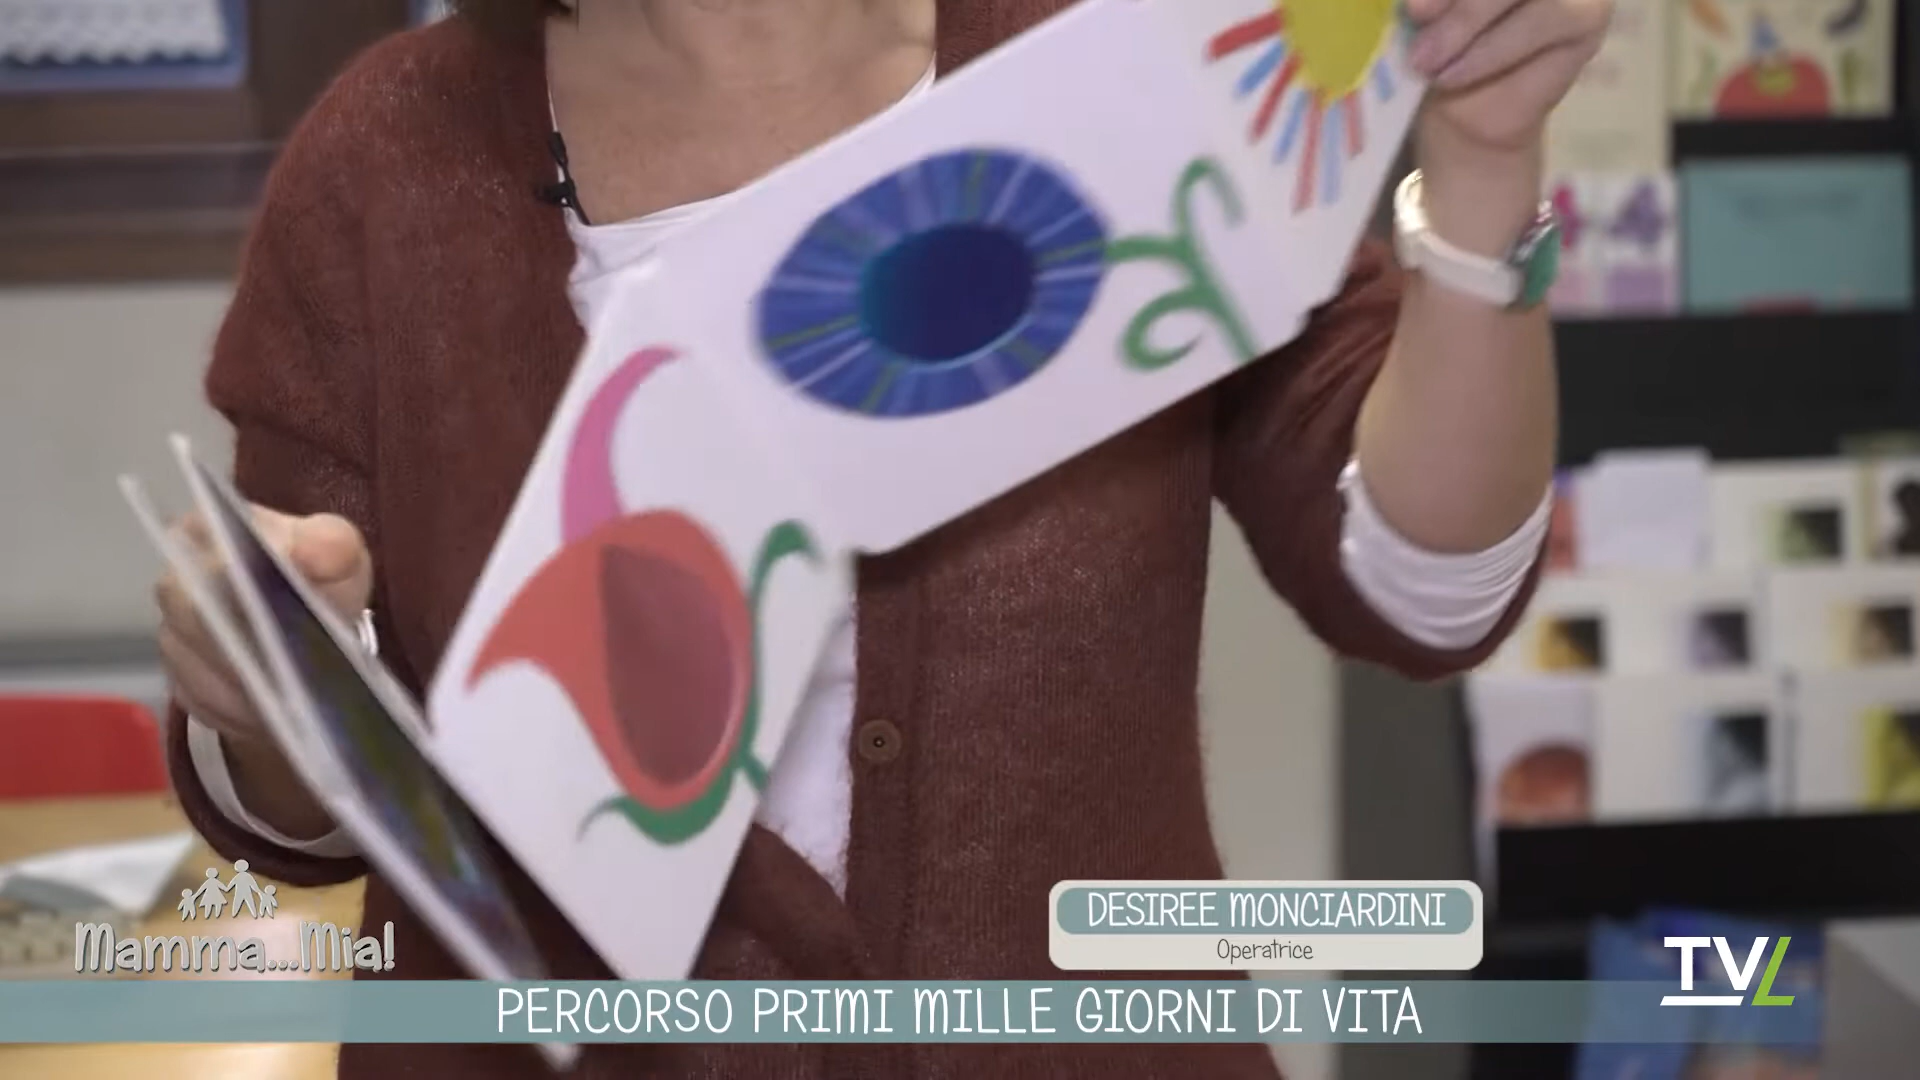 DESIREE MONCIARDINI
Operatrice
Mamma...Mia!
TVL
PERCORSO PRIMI MILLE GIORNI DI VITA